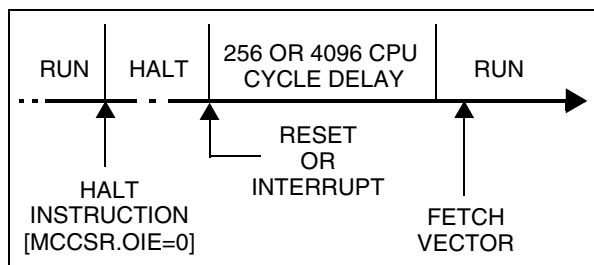 RUN
HALT
256 OR 4096 CPU
CYCLE DELAY
RUN
RESET
OR
INTERRUPT
HALT
INSTRUCTION
[MCCSR.OIE=0]
FETCH
VECTOR